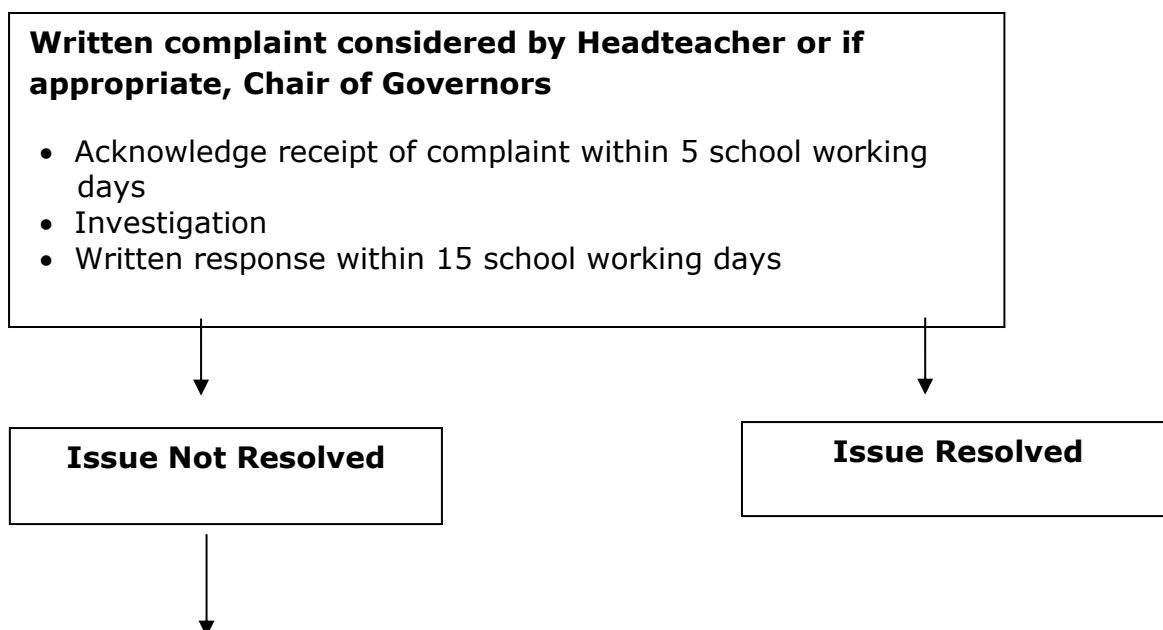 Written complaint considered by Headteacher or if
appropriate, Chair of Governors
• Acknowledge receipt of complaint within 5 school working
days
• Investigation
• Written response within 15 school working days
Issue Not Resolved
Issue Resolved